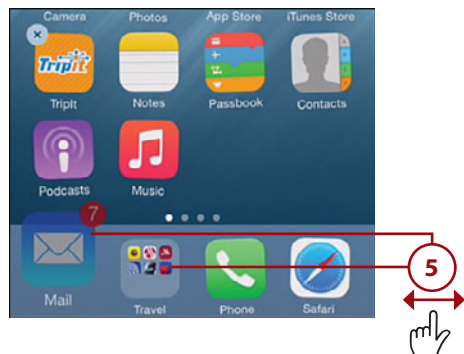 Camera Photos App Store iTunes Store
TripIt
TripIt Notes Passbook Contacts
Podcasts Music
7
5
Mail Travel Phone Safari